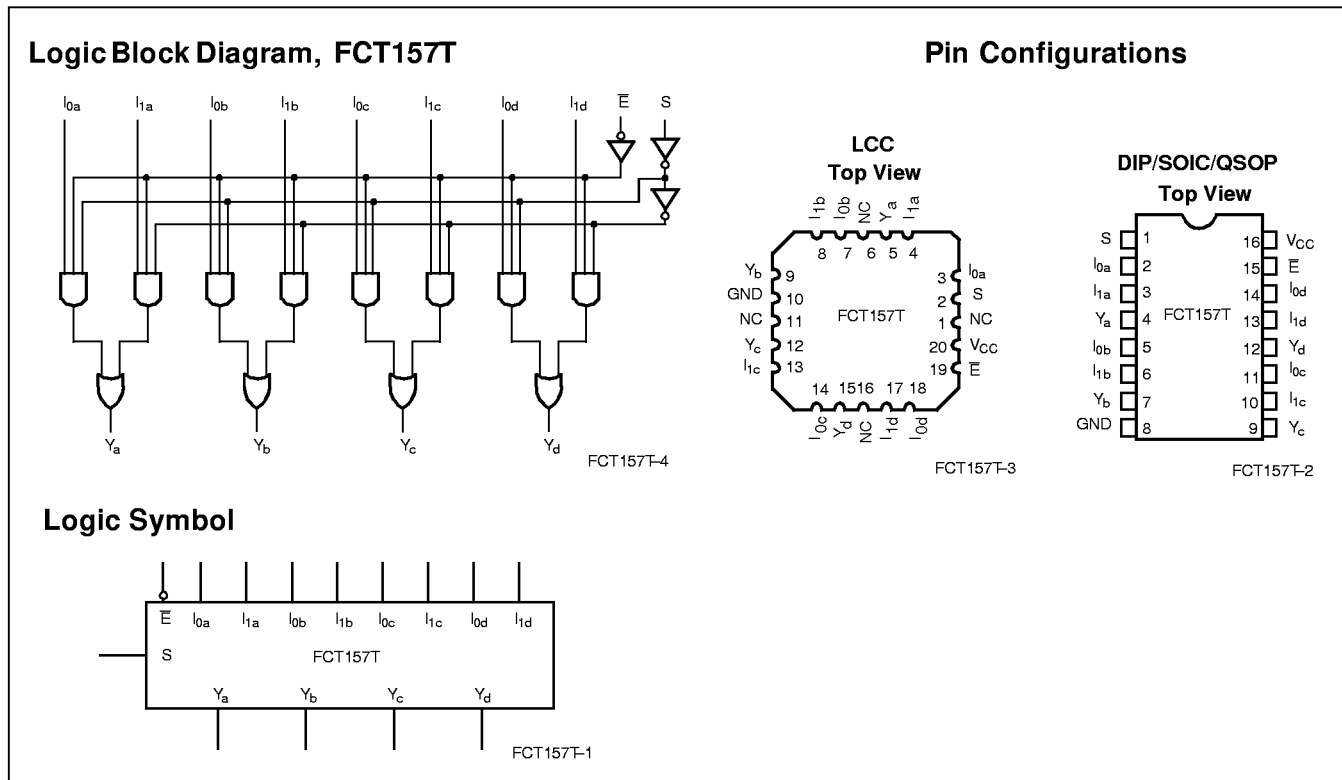 Logic Block Diagram, FCT157T
I0a I1a I0b I1b I0c I1c I0d I1d E̅ S
Ya Yb Yc Yd
FCT157T–4
Pin Configurations
LCC
Top View
I1b I0b NC Ya I1a
8 7 6 5 4
Yb 9 3 I0a
GND 10 2 S
NC 11 FCT157T 1 NC
Yc 12 20 VCC
I1c 13 19 E̅
14 15 16 17 18
I0c Yd NC I1d I0d
FCT157T–3
DIP/SOIC/QSOP
Top View
S 1 16 VCC
I0a 2 15 E̅
I1a 3 14 I0d
Ya 4 FCT157T 13 I1d
I0b 5 12 Yd
I1b 6 11 I0c
Yb 7 10 I1c
GND 8 9 Yc
FCT157T–2
Logic Symbol
E̅ I0a I1a I0b I1b I0c I1c I0d I1d
S FCT157T
Ya Yb Yc Yd
FCT157T–1